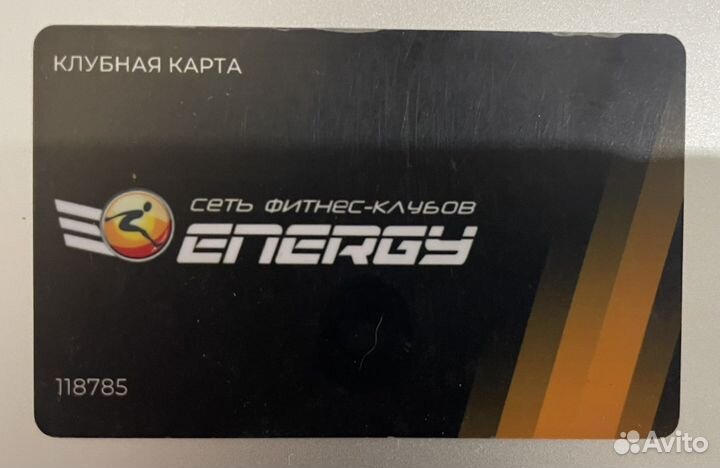 КЛУБНАЯ КАРТА
СЕТЬ ФИТНЕС-КЛУБОВ
ENERGY
118785
Avito